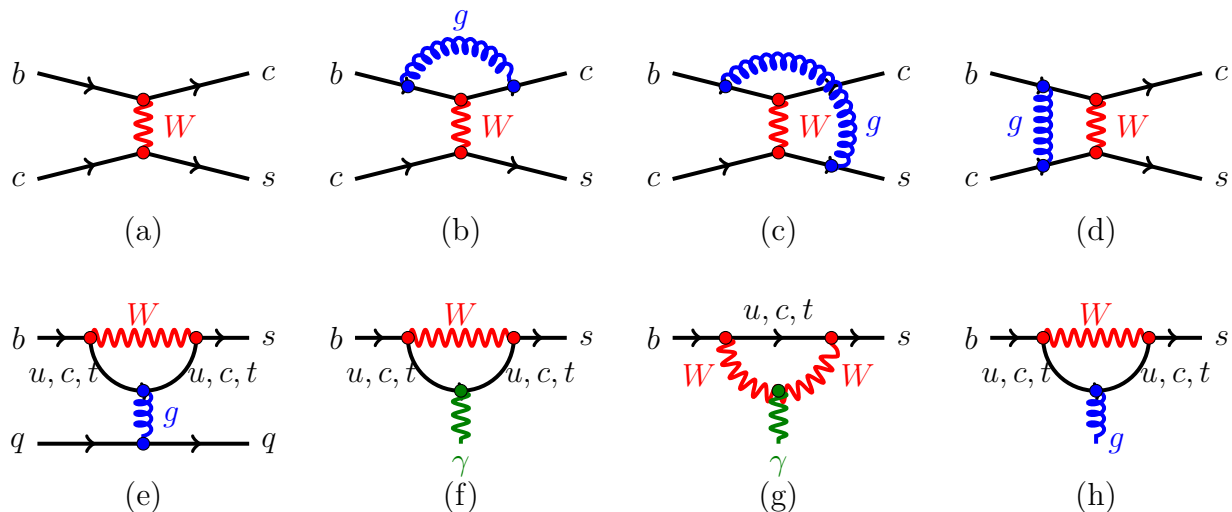 b c W c s
(a)
g b c W c s
(b)
b c W g c s
(c)
b c g W c s
(d)
W b s u, c, t u, c, t g q q
(e)
W b s u, c, t u, c, t γ
(f)
u, c, t b s W W γ
(g)
W b s u, c, t u, c, t g
(h)